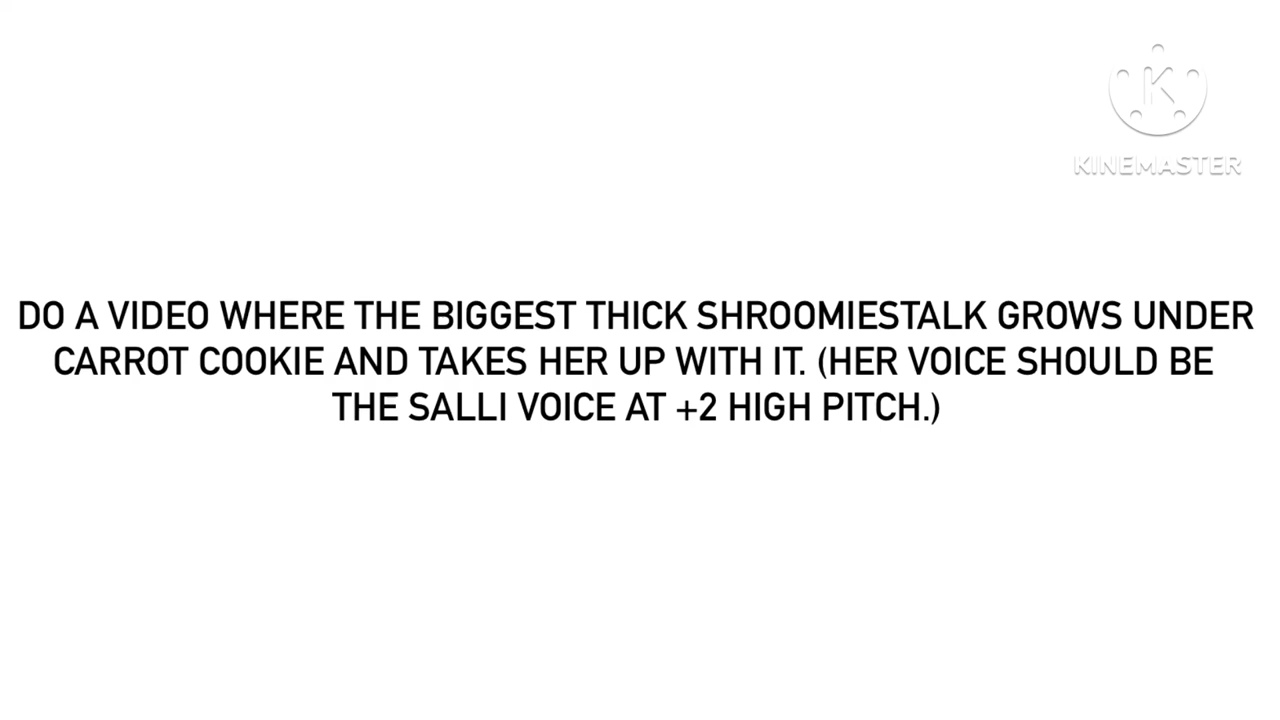 KINEMASTER
DO A VIDEO WHERE THE BIGGEST THICK SHROOMIESTALK GROWS UNDER
CARROT COOKIE AND TAKES HER UP WITH IT. (HER VOICE SHOULD BE
THE SALLI VOICE AT +2 HIGH PITCH.)